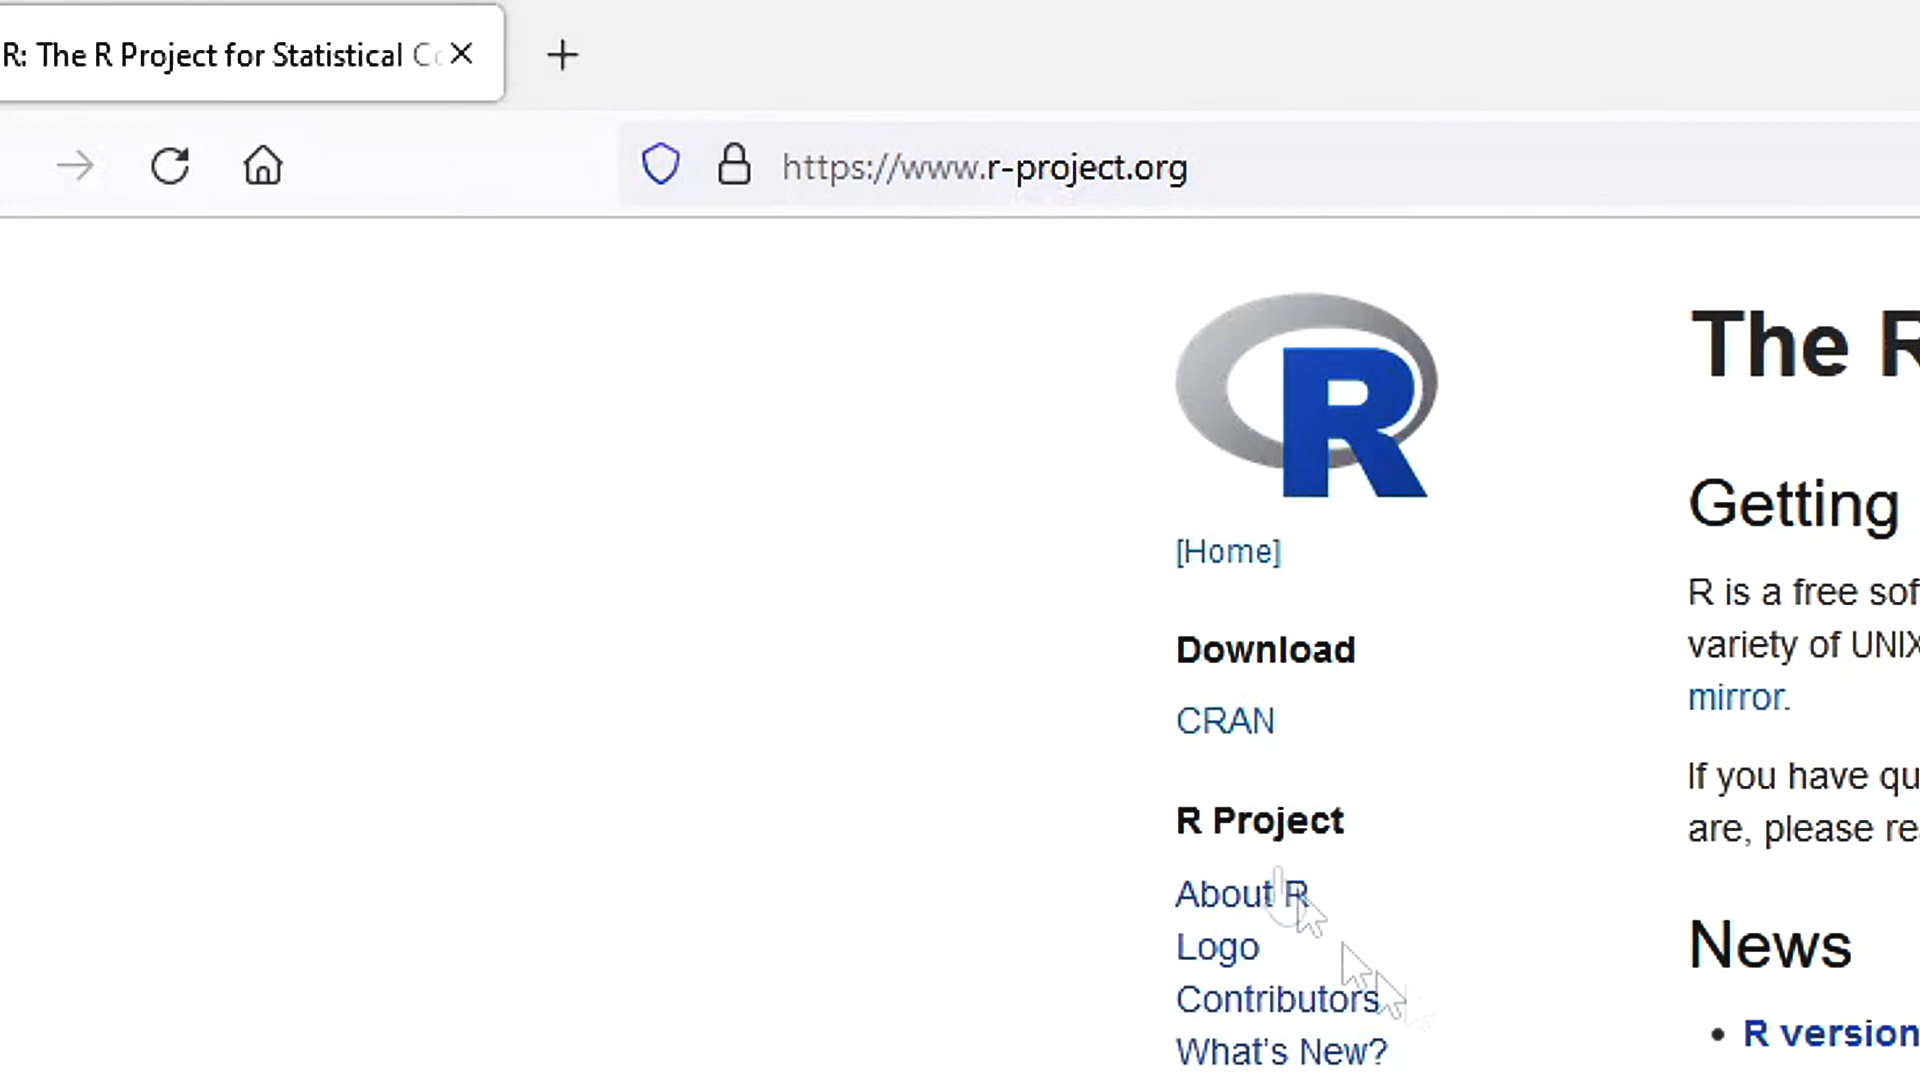 R: The R Project for Statistical
https://www.r-project.org
R
[Home]
Download
CRAN
R Project
About R
Logo
Contributors
What's New?
The R
Getting
R is a free sof
variety of UNIX
mirror.
If you have qu
are, please re
News
• R version